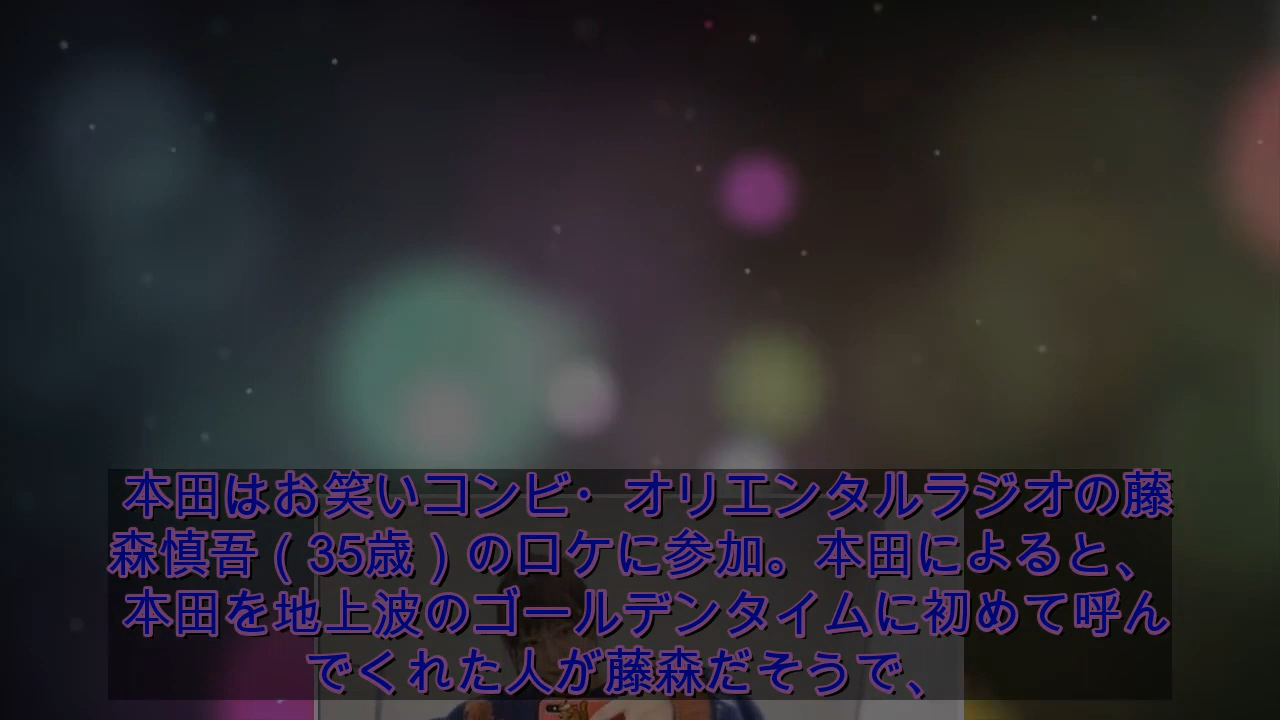 本田はお笑いコンビ・オリエンタルラジオの藤
森慎吾(35歳)のロケに参加。本田によると、
本田を地上波のゴールデンタイムに初めて呼ん
でくれた人が藤森だそうで、